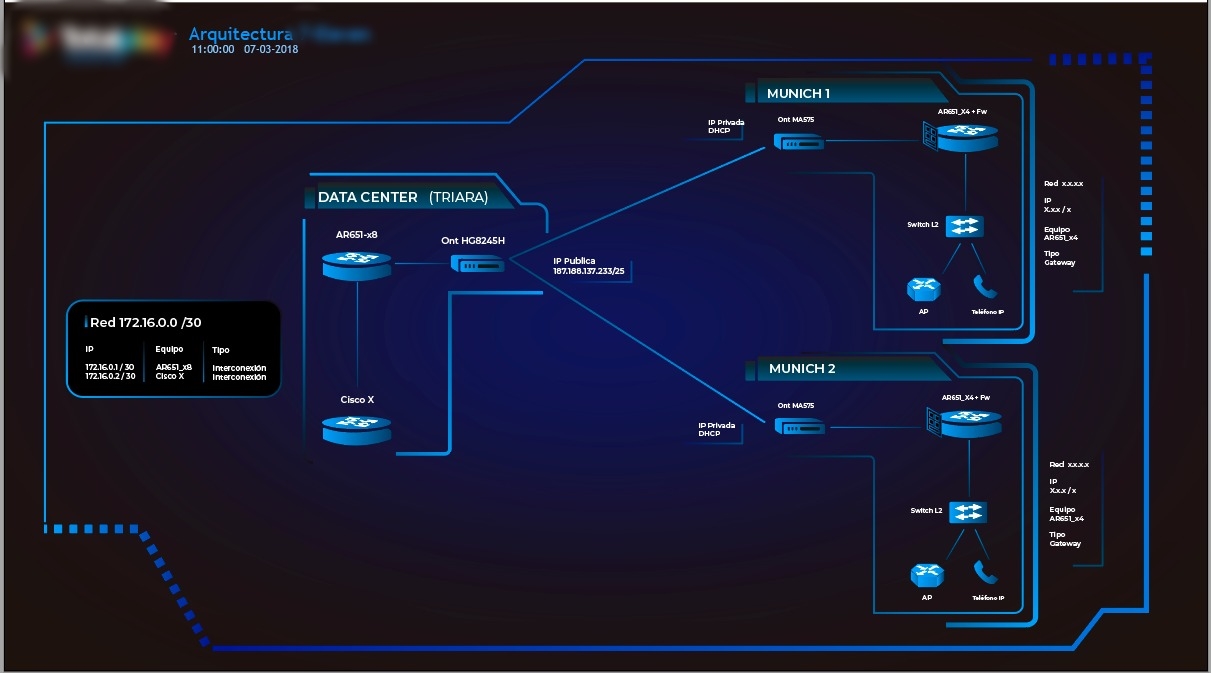 Arquitectura
11:00:00 07-03-2018
MUNICH 1
IP Privada
DHCP
Ont MA575
AR651_X4 + Fw
Switch L2
AP
Teléfono IP
Red x.x.x.x
IP
X.x.x / x
Equipo
AR651_x4
Tipo
Gateway
DATA CENTER (TRIARA)
AR651-x8
Ont HG8245H
IP Publica
187.188.137.233/25
Cisco X
Red 172.16.0.0 /30
IP Equipo Tipo
172.16.0.1 / 30 AR651_x8 Interconexión
172.16.0.2 / 30 Cisco X Interconexión
MUNICH 2
IP Privada
DHCP
Ont MA575
AR651_X4+ Fw
Switch L2
AP
Teléfono IP
Red x.x.x.x
IP
X.x.x / x
Equipo
AR651_x4
Tipo
Gateway